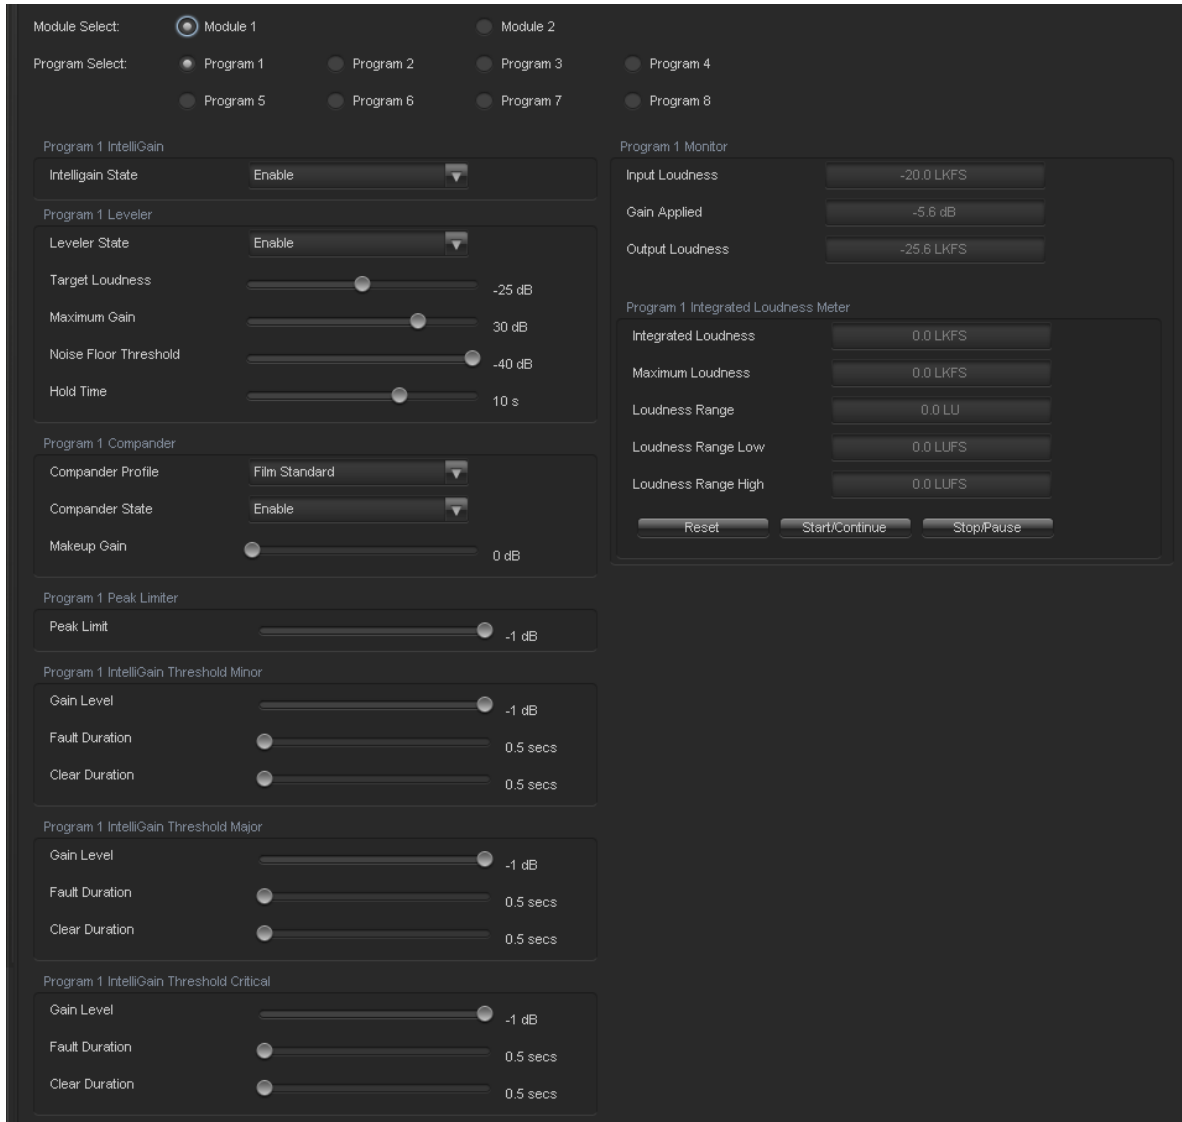 Module Select: Module 1 Module 2
Program Select: Program 1 Program 2 Program 3 Program 4
Program 5 Program 6 Program 7 Program 8
Program 1 IntelliGain
Intelligain State Enable
Program 1 Leveler
Leveler State Enable
Target Loudness -25 dB
Maximum Gain 30 dB
Noise Floor Threshold -40 dB
Hold Time 10 s
Program 1 Compander
Compander Profile Film Standard
Compander State Enable
Makeup Gain 0 dB
Program 1 Peak Limiter
Peak Limit -1 dB
Program 1 IntelliGain Threshold Minor
Gain Level -1 dB
Fault Duration 0.5 secs
Clear Duration 0.5 secs
Program 1 IntelliGain Threshold Major
Gain Level -1 dB
Fault Duration 0.5 secs
Clear Duration 0.5 secs
Program 1 IntelliGain Threshold Critical
Gain Level -1 dB
Fault Duration 0.5 secs
Clear Duration 0.5 secs
Program 1 Monitor
Input Loudness -20.0 LKFS
Gain Applied -5.6 dB
Output Loudness -25.6 LKFS
Program 1 Integrated Loudness Meter
Integrated Loudness 0.0 LKFS
Maximum Loudness 0.0 LKFS
Loudness Range 0.0 LU
Loudness Range Low 0.0 LUFS
Loudness Range High 0.0 LUFS
Reset Start/Continue Stop/Pause